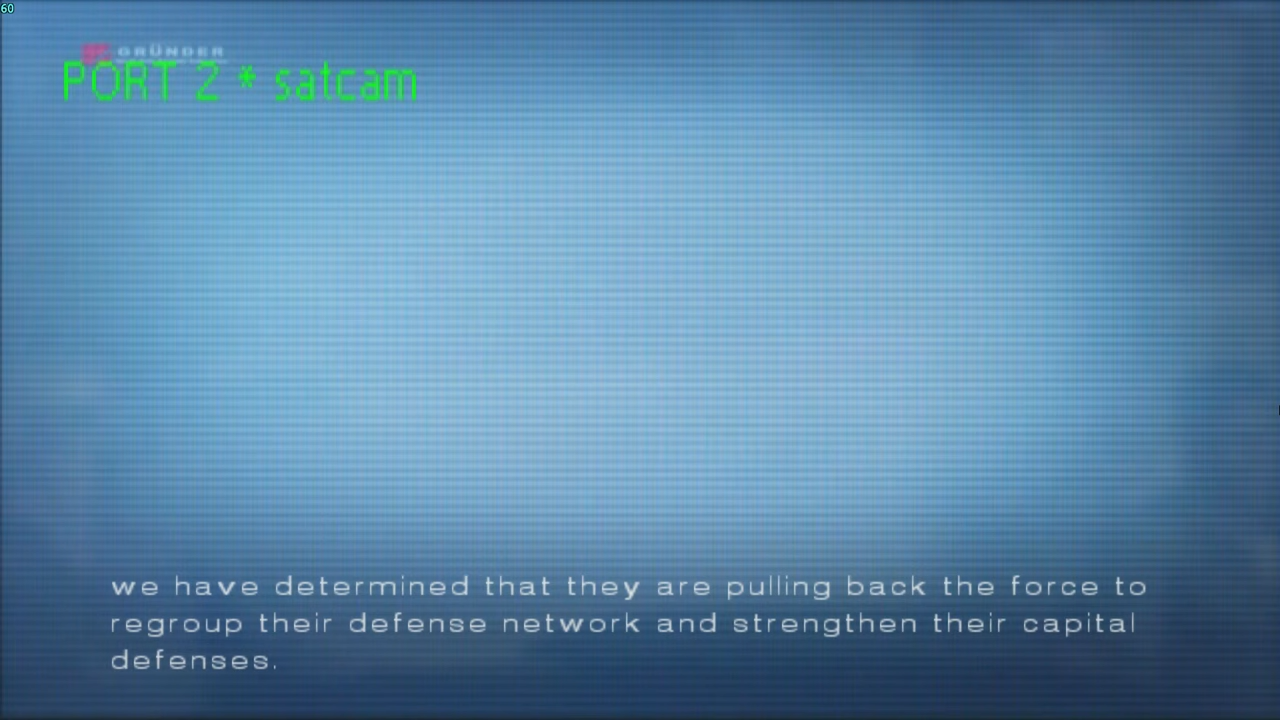 60
GRÜNDER
PORT 2 * satcam
we have determined that they are pulling back the force to
regroup their defense network and strengthen their capital
defenses.